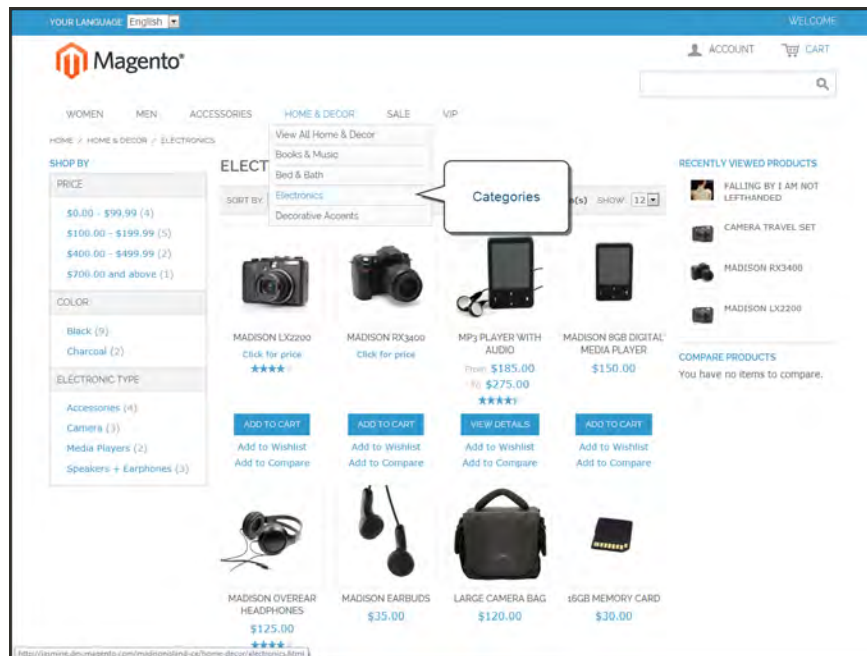 YOUR LANGUAGE: English
WELCOME
Magento®
ACCOUNT
CART
WOMEN MEN ACCESSORIES HOME & DECOR SALE VIP
HOME / HOME & DECOR / ELECTRONICS
View All Home & Decor
Books & Music
Bed & Bath
Electronics
Decorative Accents
Categories
SHOP BY
PRICE
$0.00 - $99.99 (4)
$100.00 - $199.99 (5)
$400.00 - $499.99 (2)
$700.00 and above (1)
COLOR
Black (9)
Charcoal (2)
ELECTRONIC TYPE
Accessories (4)
Camera (3)
Media Players (2)
Speakers + Earphones (3)
ELECT
SORT BY
(s) SHOW: 12
MADISON LX2200
Click for price
MADISON RX3400
Click for price
MP3 PLAYER WITH
AUDIO
From: $185.00
To: $275.00
MADISON 8GB DIGITAL
MEDIA PLAYER
$150.00
ADD TO CART
ADD TO CART
VIEW DETAILS
ADD TO CART
Add to Wishlist
Add to Wishlist
Add to Wishlist
Add to Wishlist
Add to Compare
Add to Compare
Add to Compare
Add to Compare
MADISON OVEREAR
HEADPHONES
$125.00
MADISON EARBUDS
$35.00
LARGE CAMERA BAG
$120.00
16GB MEMORY CARD
$30.00
RECENTLY VIEWED PRODUCTS
FALLING BY I AM NOT
LEFTHANDED
CAMERA TRAVEL SET
MADISON RX3400
MADISON LX2200
COMPARE PRODUCTS
You have no items to compare.